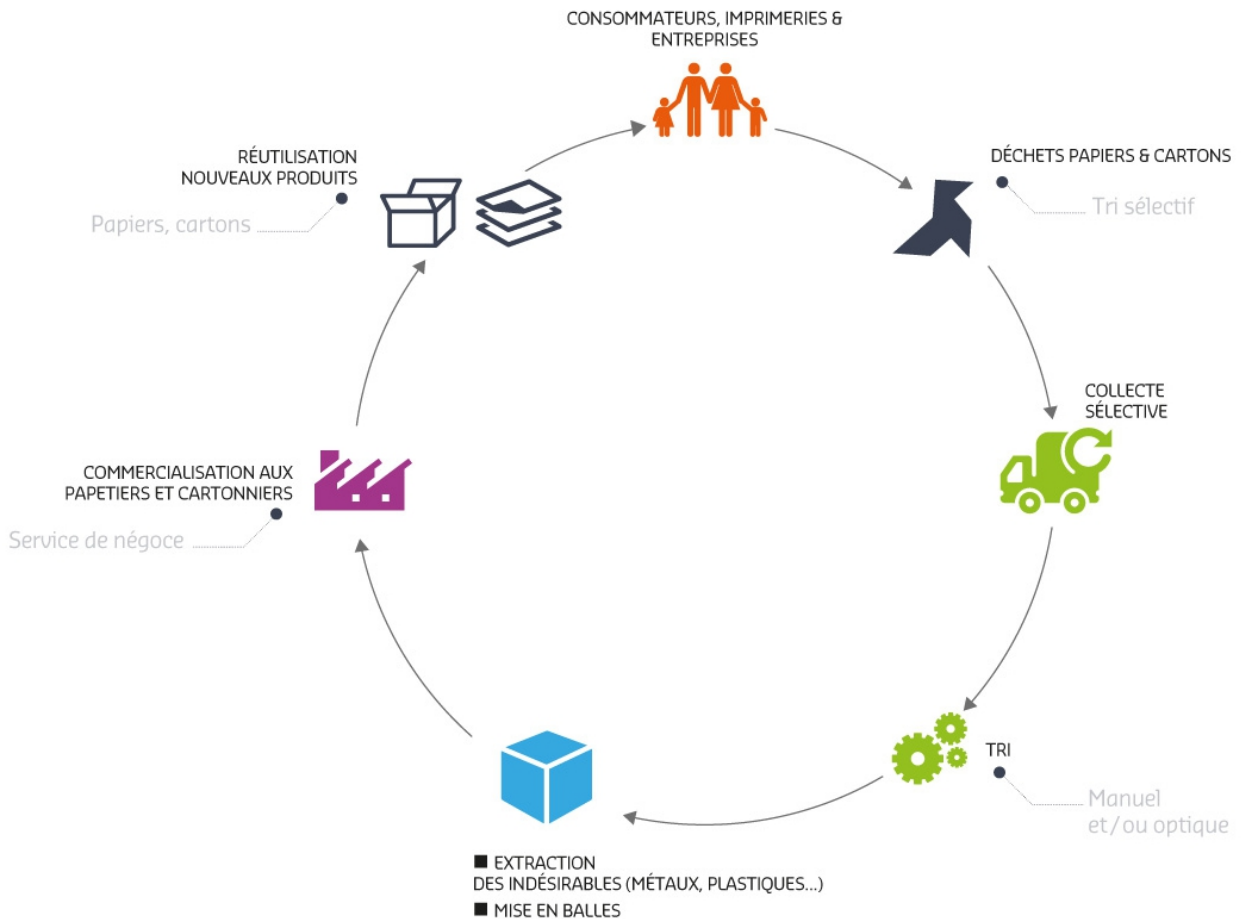 CONSOMMATEURS, IMPRIMERIES &
ENTREPRISES
DÉCHETS PAPIERS & CARTONS
Tri sélectif
COLLECTE
SÉLECTIVE
TRI
Manuel
et/ou optique
■ EXTRACTION
DES INDÉSIRABLES (MÉTAUX, PLASTIQUES...)
■ MISE EN BALLES
COMMERCIALISATION AUX
PAPETIERS ET CARTONNIERS
Service de négoce
RÉUTILISATION
NOUVEAUX PRODUITS
Papiers, cartons